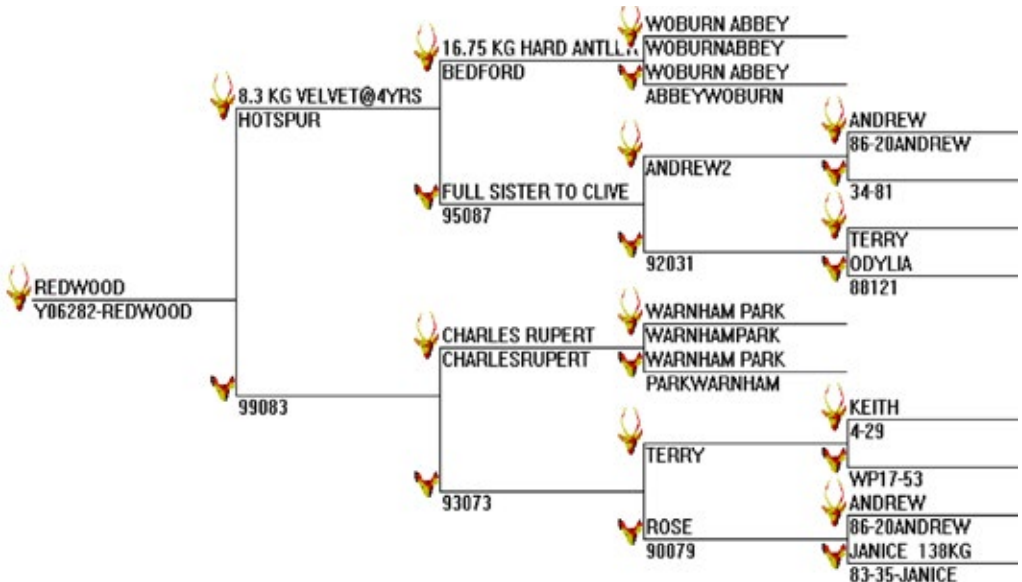 WOBURN ABBEY
16.75 KG HARD
WOBURNABBEY
BEDFORD
WOBURN ABBEY
8.3 KG VELVET@4YRS
ABBEYWOBURN
HOTSPUR
ANDREW
86-20ANDREW
ANDREW2
FULL SISTER TO CLIVE
34-81
95087
TERRY
92031
ODYLIA
88121
REDWOOD
Y06282-REDWOOD
WARNHAM PARK
CHARLES RUPERT
WARNHAMPARK
CHARLESRUPERT
WARNHAM PARK
PARKWARNHAM
99083
KEITH
4-29
TERRY
WP17-53
93073
ANDREW
ROSE
86-20ANDREW
90079
JANICE 138KG
83-35-JANICE